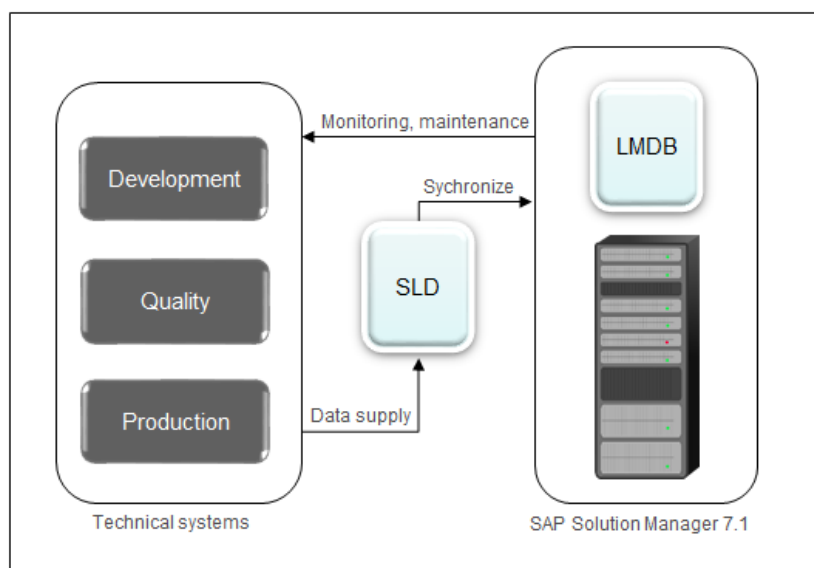 Monitoring, maintenance
LMDB
Development
Sychronize
SLD
Quality
Production
Data supply
Technical systems
SAP Solution Manager 7.1